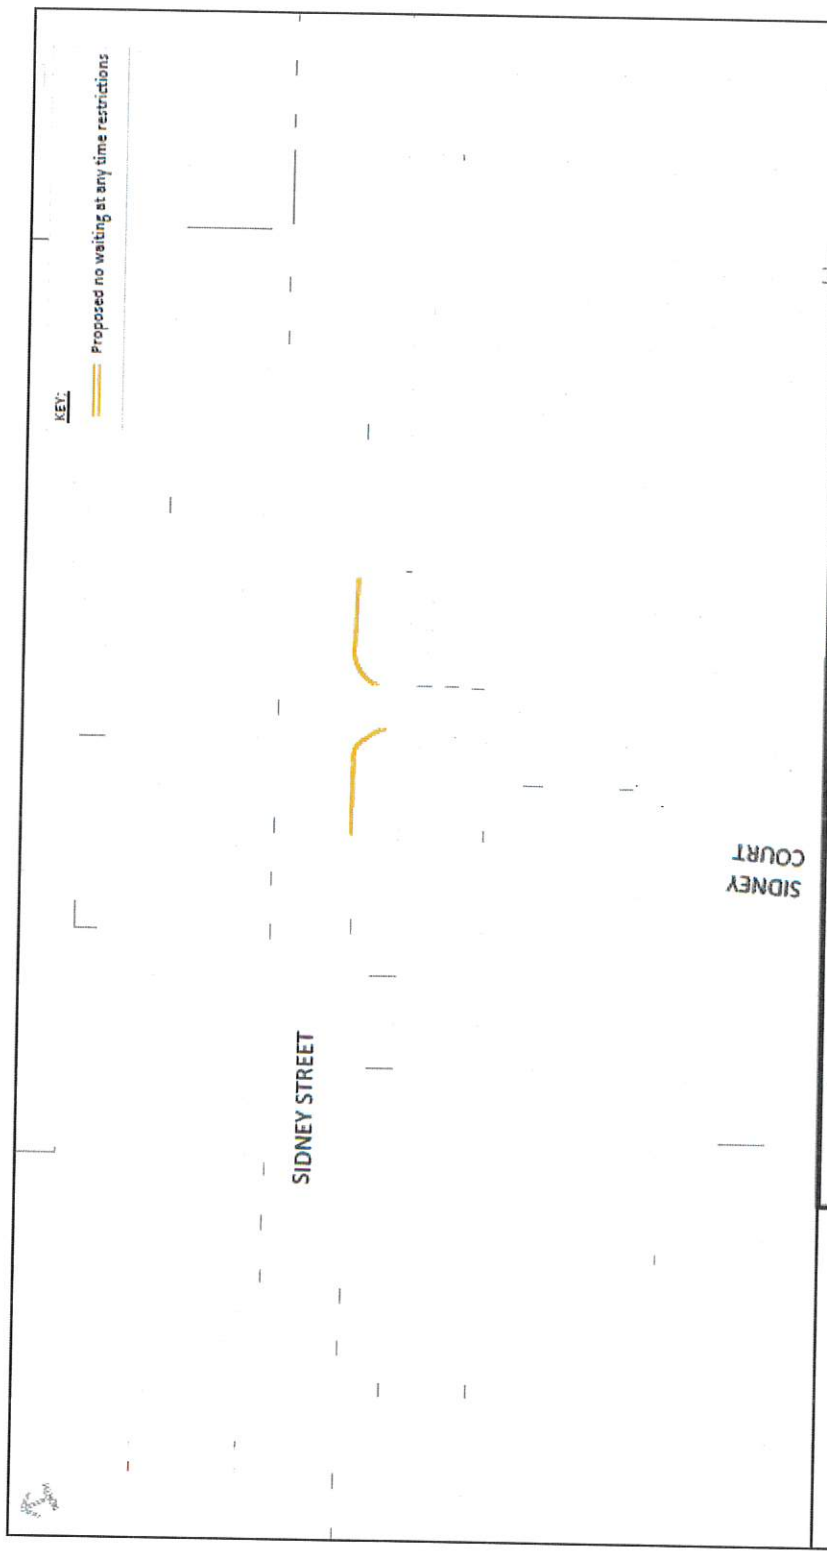 KEY:
Proposed no waiting at any time restrictions
SIDNEY STREET
SIDNEY
COURT